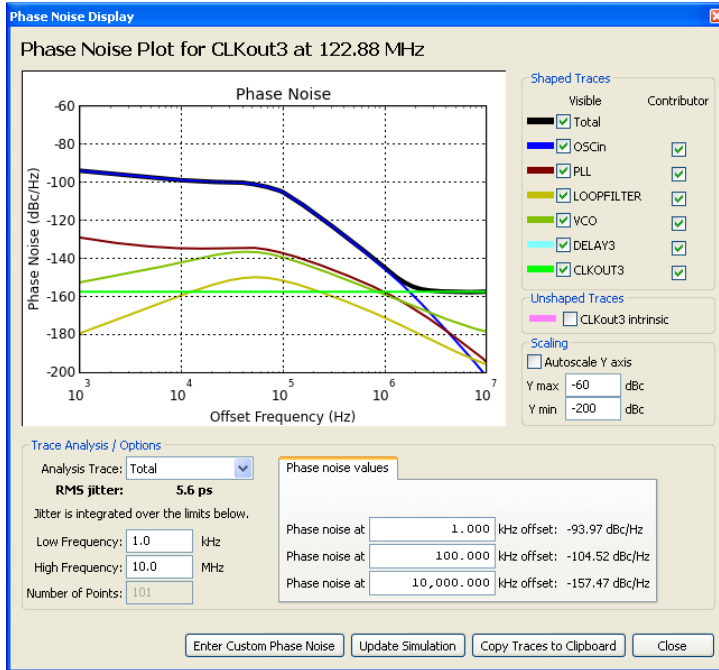 Phase Noise Display
Phase Noise Plot for CLKout3 at 122.88 MHz
Phase Noise
-60
-80
-100
-120
-140
-160
-180
-200
Phase Noise (dBc/Hz)
10^3
10^4
10^5
10^6
10^7
Offset Frequency (Hz)
Shaped Traces
Visible Contributor
Total
OSCin
PLL
LOOPFILTER
VCO
DELAY3
CLKOUT3
Unshaped Traces
CLKout3 intrinsic
Scaling
Autoscale Y axis
Y max -60 dBc
Y min -200 dBc
Trace Analysis / Options
Analysis Trace: Total
RMS jitter: 5.6 ps
Jitter is integrated over the limits below.
Low Frequency: 1.0 kHz
High Frequency: 10.0 MHz
Number of Points: 101
Phase noise values
Phase noise at 1.000 kHz offset: -93.97 dBc/Hz
Phase noise at 100.000 kHz offset: -104.52 dBc/Hz
Phase noise at 10,000.000 kHz offset: -157.47 dBc/Hz
Enter Custom Phase Noise Update Simulation Copy Traces to Clipboard Close